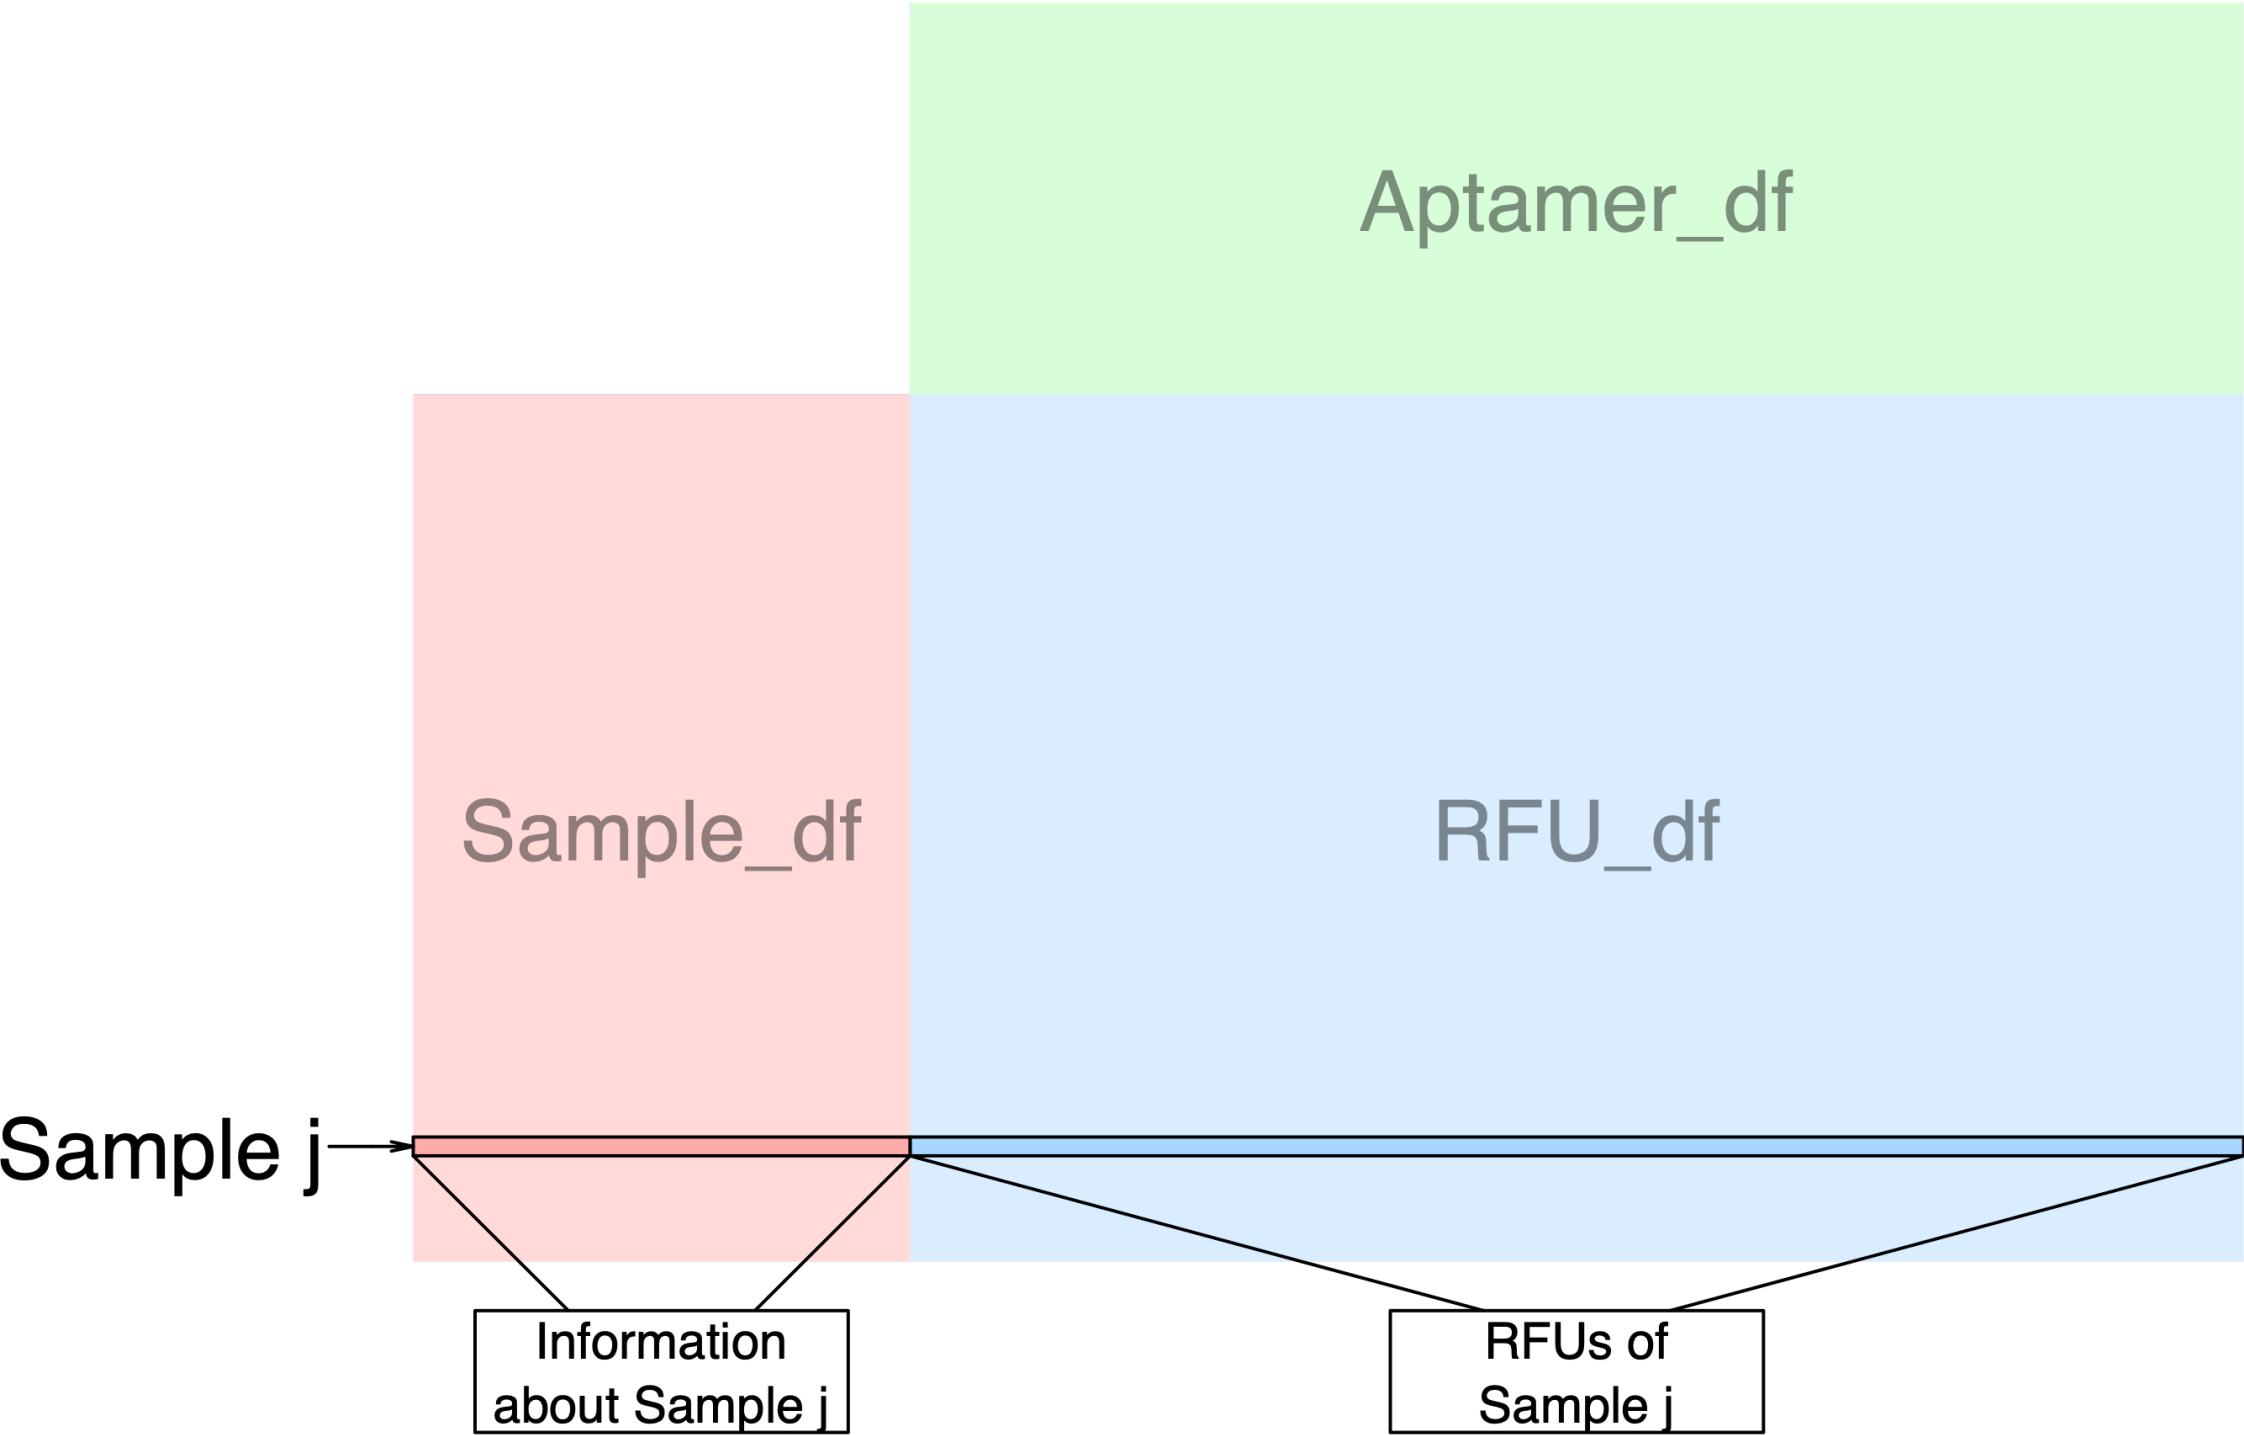 Aptamer_df
Sample_df
RFU_df
Sample j
Information
about Sample j
RFUs of
Sample j